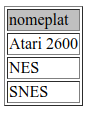 nomeplat
Atari 2600
NES
SNES